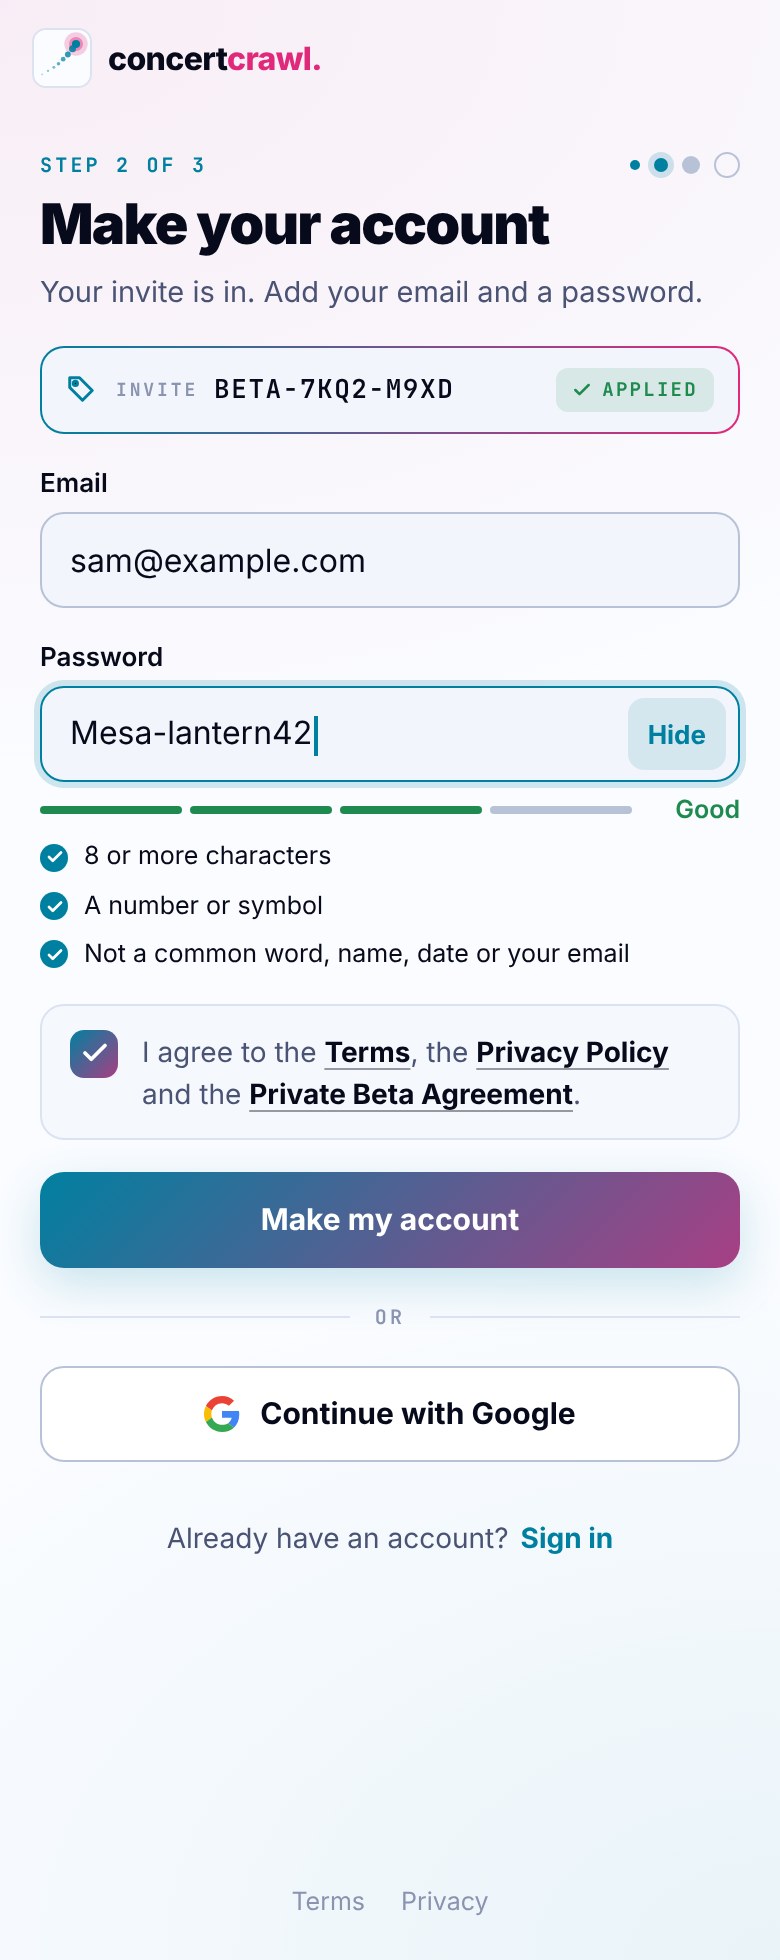 concertcrawl.
STEP 2 OF 3
Make your account
Your invite is in. Add your email and a password.
INVITE BETA-7KQ2-M9XD APPLIED
Email
sam@example.com
Password
Mesa-lantern42 Hide
Good
8 or more characters
A number or symbol
Not a common word, name, date or your email
I agree to the Terms, the Privacy Policy
and the Private Beta Agreement.
Make my account
OR
Continue with Google
Already have an account? Sign in
Terms Privacy